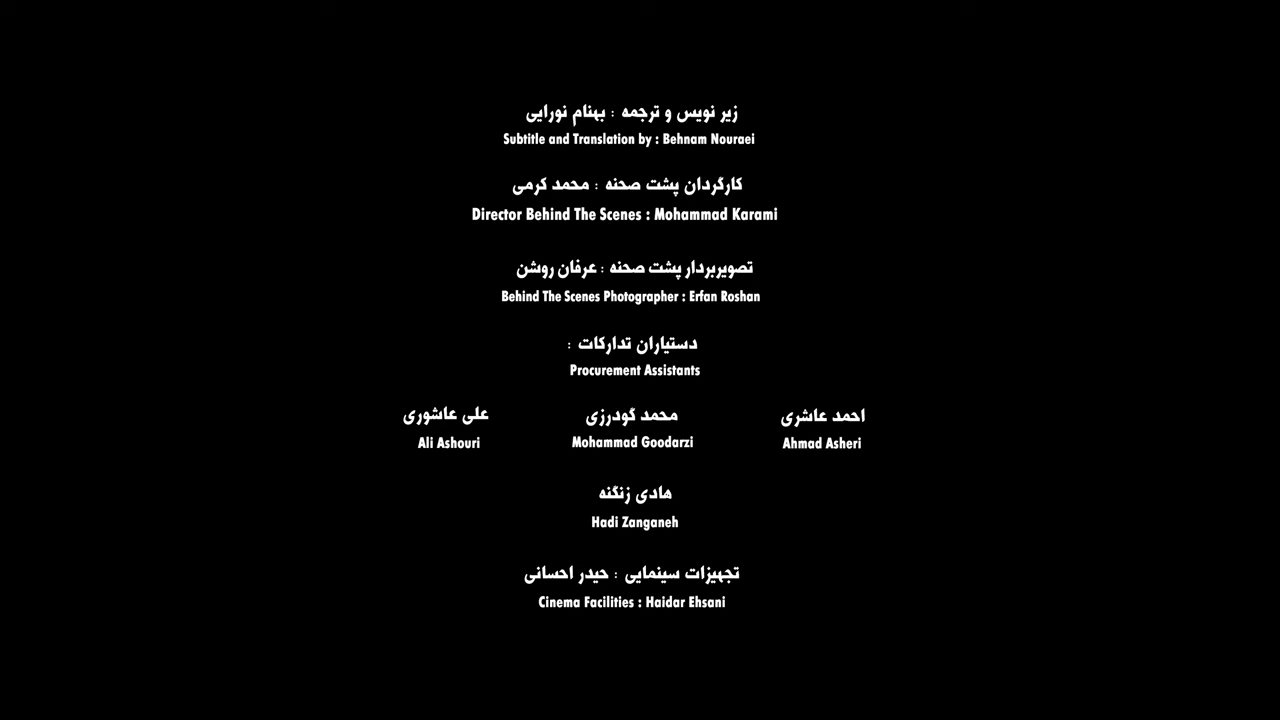 زیر نویس و ترجمه : بهنام نورایی
Subtitle and Translation by : Behnam Nouraei
کارگردان پشت صحنه : محمد کرمی
Director Behind The Scenes : Mohammad Karami
تصویربردار پشت صحنه : عرفان روشن
Behind The Scenes Photographer : Erfan Roshan
دستیاران تدارکات :
Procurement Assistants
احمد عاشری محمد گودرزی علی عاشوری
Ali Ashouri Mohammad Goodarzi Ahmad Asheri
هادی زنگنه
Hadi Zanganeh
تجهیزات سینمایی : حیدر احسانی
Cinema Facilities : Haidar Ehsani